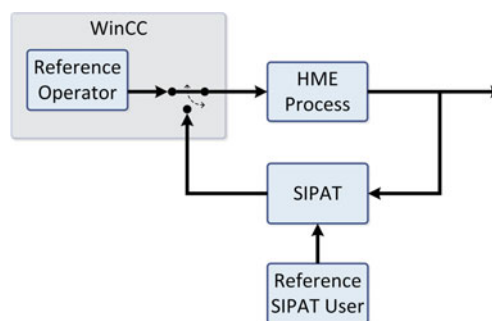 WinCC
Reference
Operator
HME
Process
SIPAT
Reference
SIPAT User